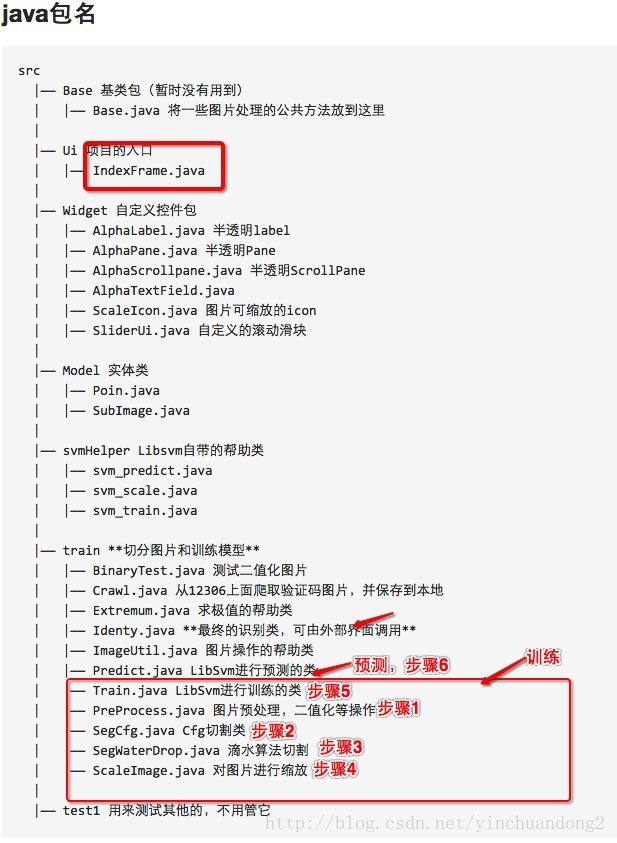 java包名
src
|—— Base 基类包（暂时没有用到）
| |—— Base.java 将一些图片处理的公共方法放到这里
|
|—— Ui 项目的入口
| |—— IndexFrame.java
|
|—— Widget 自定义控件包
| |—— AlphaLabel.java 半透明label
| |—— AlphaPane.java 半透明Pane
| |—— AlphaScrollpane.java 半透明ScrollPane
| |—— AlphaTextField.java
| |—— ScaleIcon.java 图片可缩放的icon
| |—— SliderUi.java 自定义的滚动滑块
|
|—— Model 实体类
| |—— Poin.java
| |—— SubImage.java
|
|—— svmHelper Libsvm自带的帮助类
| |—— svm_predict.java
| |—— svm_scale.java
| |—— svm_train.java
|
|—— train **切分图片和训练模型**
| |—— BinaryTest.java 测试二值化图片
| |—— Crawl.java 从12306上面爬取验证码图片，并保存到本地
| |—— Extremum.java 求极值的帮助类
| |—— Identy.java **最终的识别类，可由外部界面调用**
| |—— ImageUtil.java 图片操作的帮助类
| |—— Predict.java LibSvm进行预测的类 预测，步骤6 训练
| |—— Train.java LibSvm进行训练的类 步骤5
| |—— PreProcess.java 图片预处理，二值化等操作 步骤1
| |—— SegCfg.java Cfg切割类 步骤2
| |—— SegWaterDrop.java 滴水算法切割 步骤3
| |—— ScaleImage.java 对图片进行缩放 步骤4
|
|—— test1 用来测试其他的，不用管它
http://blog.csdn.net/yinchuandong2